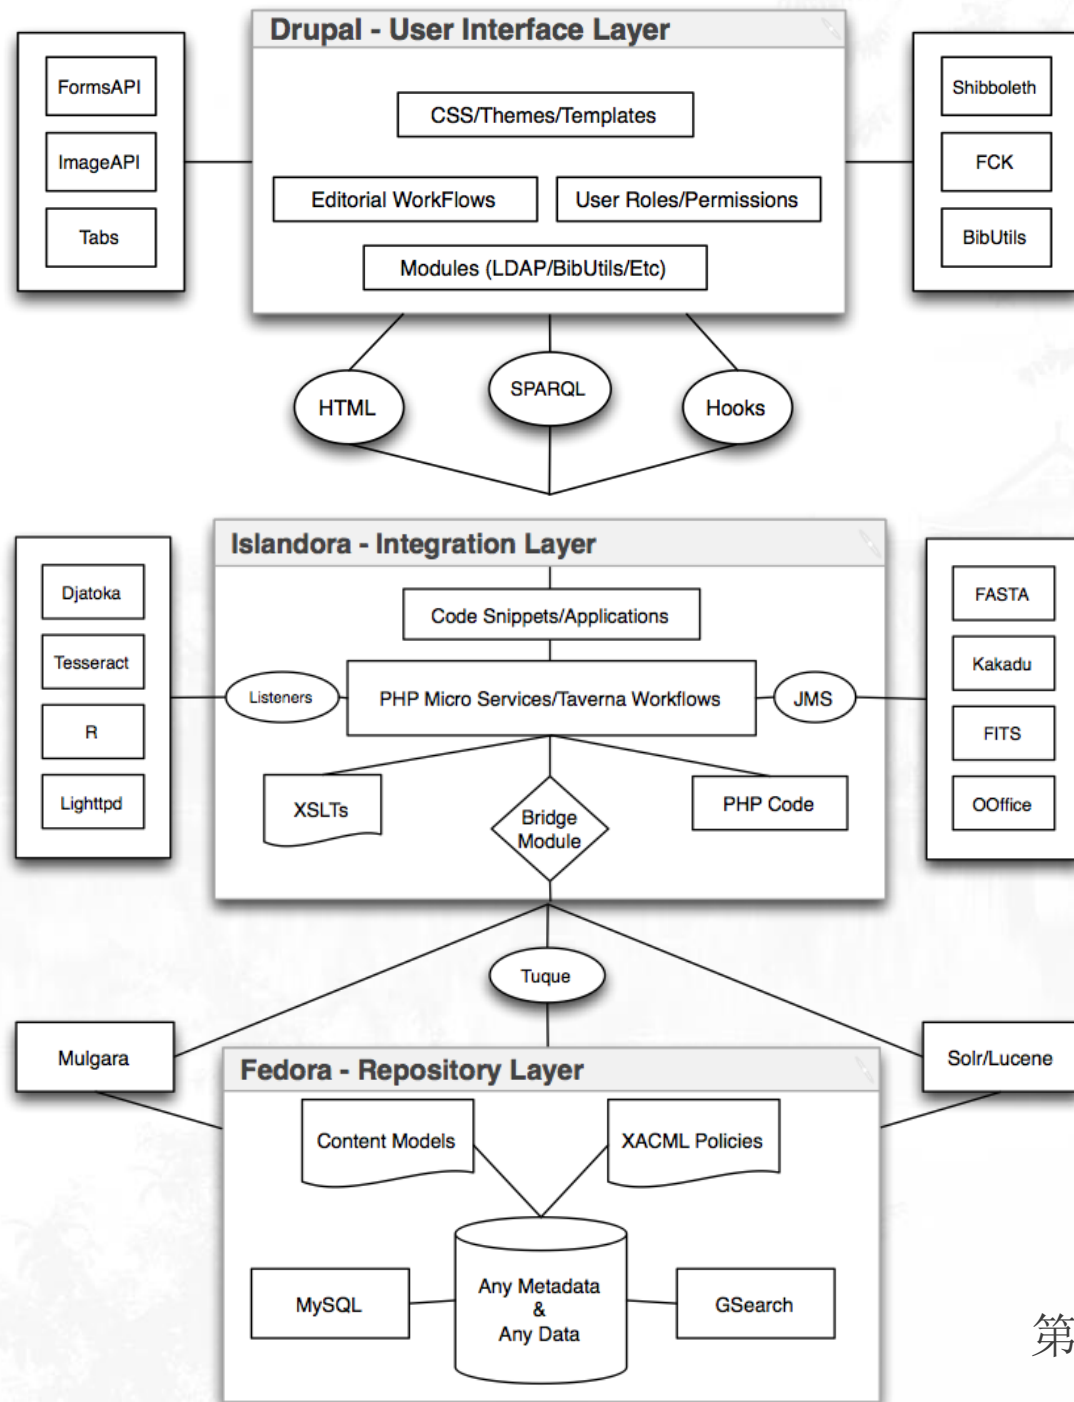 Drupal - User Interface Layer
FormsAPI
ImageAPI
Tabs
CSS/Themes/Templates
Editorial WorkFlows
User Roles/Permissions
Modules (LDAP/BibUtils/Etc)
Shibboleth
FCK
BibUtils
HTML
SPARQL
Hooks
Islandora - Integration Layer
Djatoka
Tesseract
R
Lighttpd
Code Snippets/Applications
Listeners
PHP Micro Services/Taverna Workflows
JMS
XSLTs
Bridge
Module
PHP Code
FASTA
Kakadu
FITS
OOffice
Tuque
Mulgara
Solr/Lucene
Fedora - Repository Layer
Content Models
XACML Policies
MySQL
Any Metadata
&
Any Data
GSearch
第